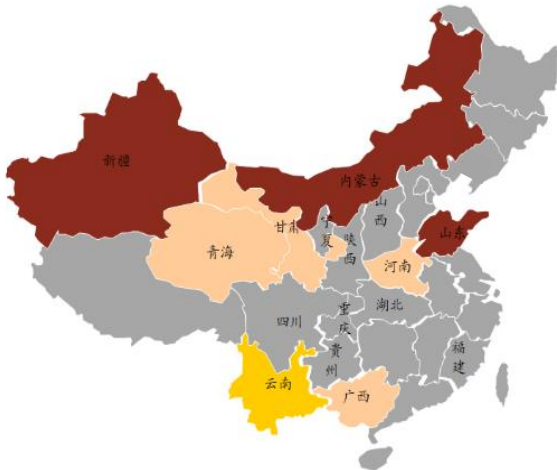 新疆
内蒙古
山西
山东
甘肃
宁夏
陕西
青海
河南
四川
重庆
湖北
贵州
福建
云南
广西